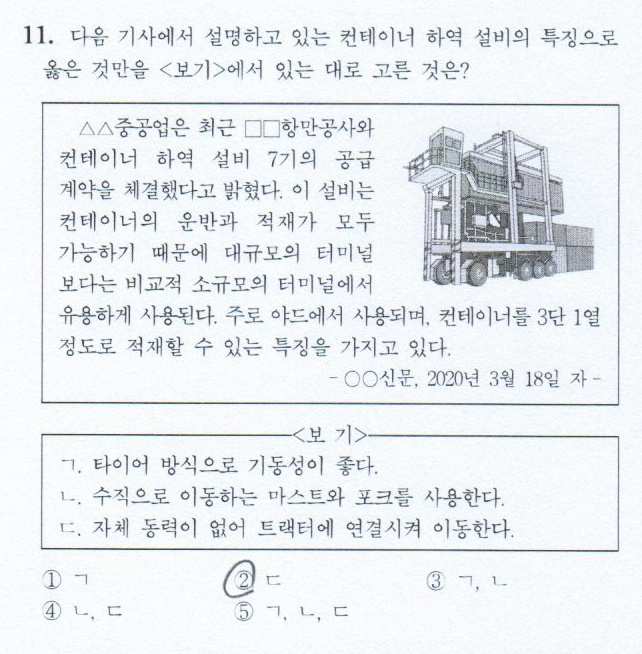 11. 다음 기사에서 설명하고 있는 컨테이너 하역 설비의 특징으로
옳은 것만을 <보기>에서 있는 대로 고른 것은?
△△중공업은 최근 □□항만공사와
컨테이너 하역 설비 7기의 공급
계약을 체결했다고 밝혔다. 이 설비는
컨테이너의 운반과 적재가 모두
가능하기 때문에 대규모의 터미널
보다는 비교적 소규모의 터미널에서
유용하게 사용된다. 주로 야드에서 사용되며, 컨테이너를 3단 1열
정도로 적재할 수 있는 특징을 가지고 있다.
- ○○신문, 2020년 3월 18일 자 -
<보 기>
ㄱ. 타이어 방식으로 기동성이 좋다.
ㄴ. 수직으로 이동하는 마스트와 포크를 사용한다.
ㄷ. 자체 동력이 없어 트랙터에 연결시켜 이동한다.
① ㄱ ② ㄷ ③ ㄱ, ㄴ
④ ㄴ, ㄷ ⑤ ㄱ, ㄴ, ㄷ